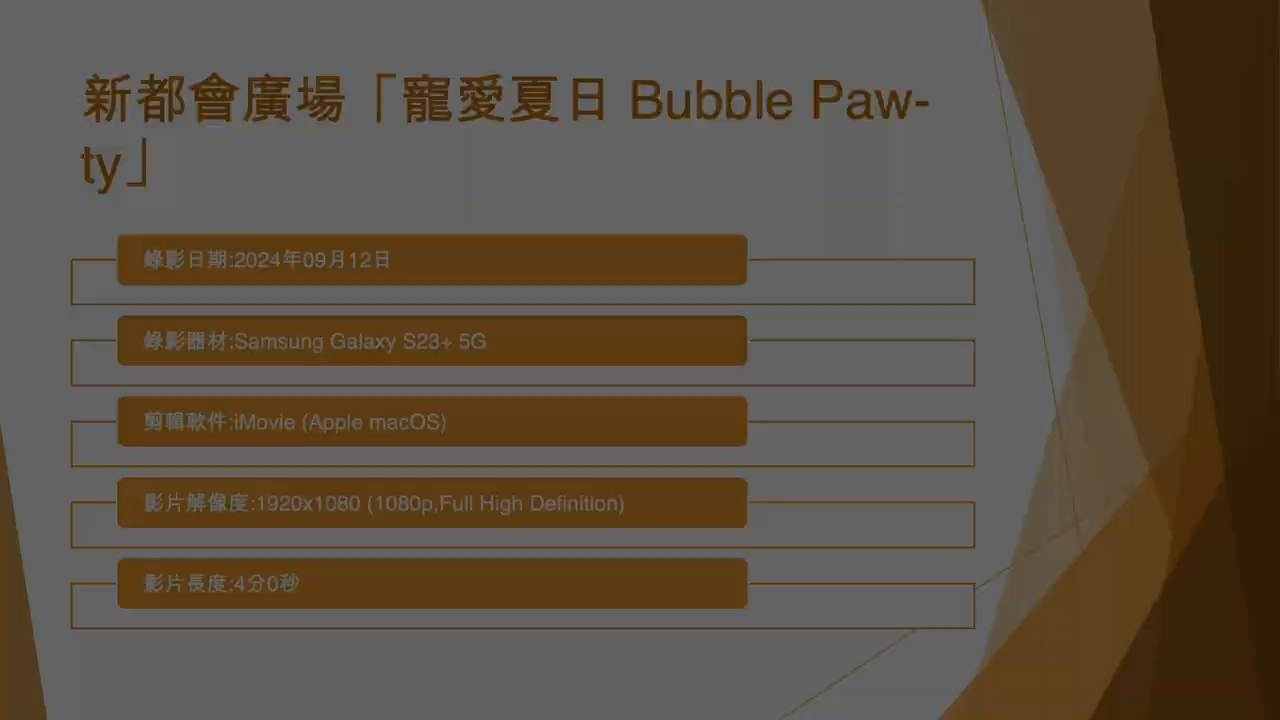 新都會廣場「寵愛夏日 Bubble Paw-
ty」
錄影日期:2024年09月12日
錄影器材:Samsung Galaxy S23+ 5G
剪輯軟件:iMovie (Apple macOS)
影片解像度:1920x1080 (1080p,Full High Definition)
影片長度:4分0秒